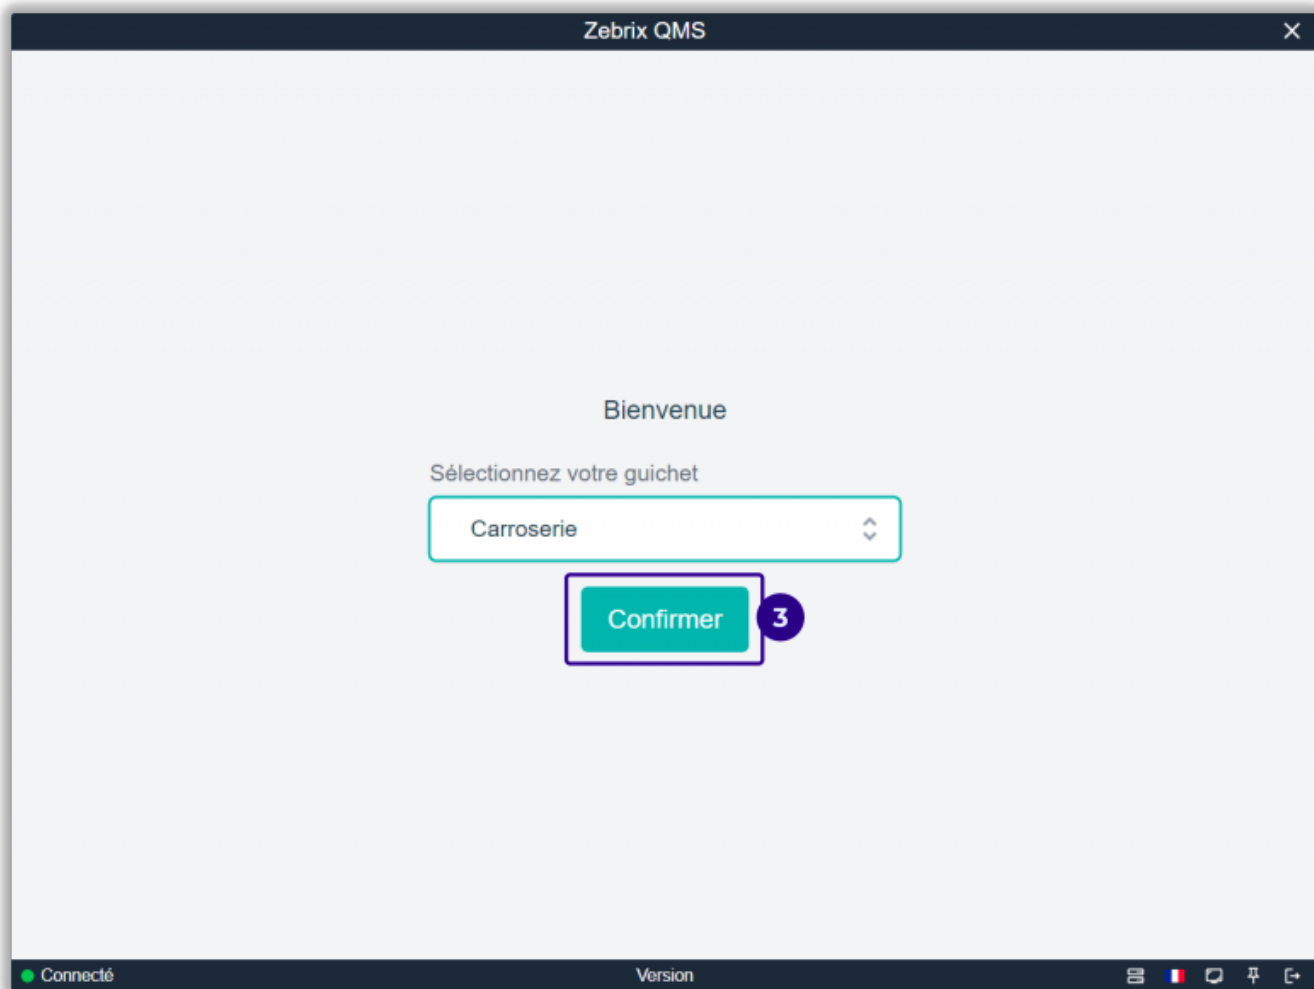 Zebrix QMS
Bienvenue
Sélectionnez votre guichet
Carroserie
Confirmer
3
Connecté
Version